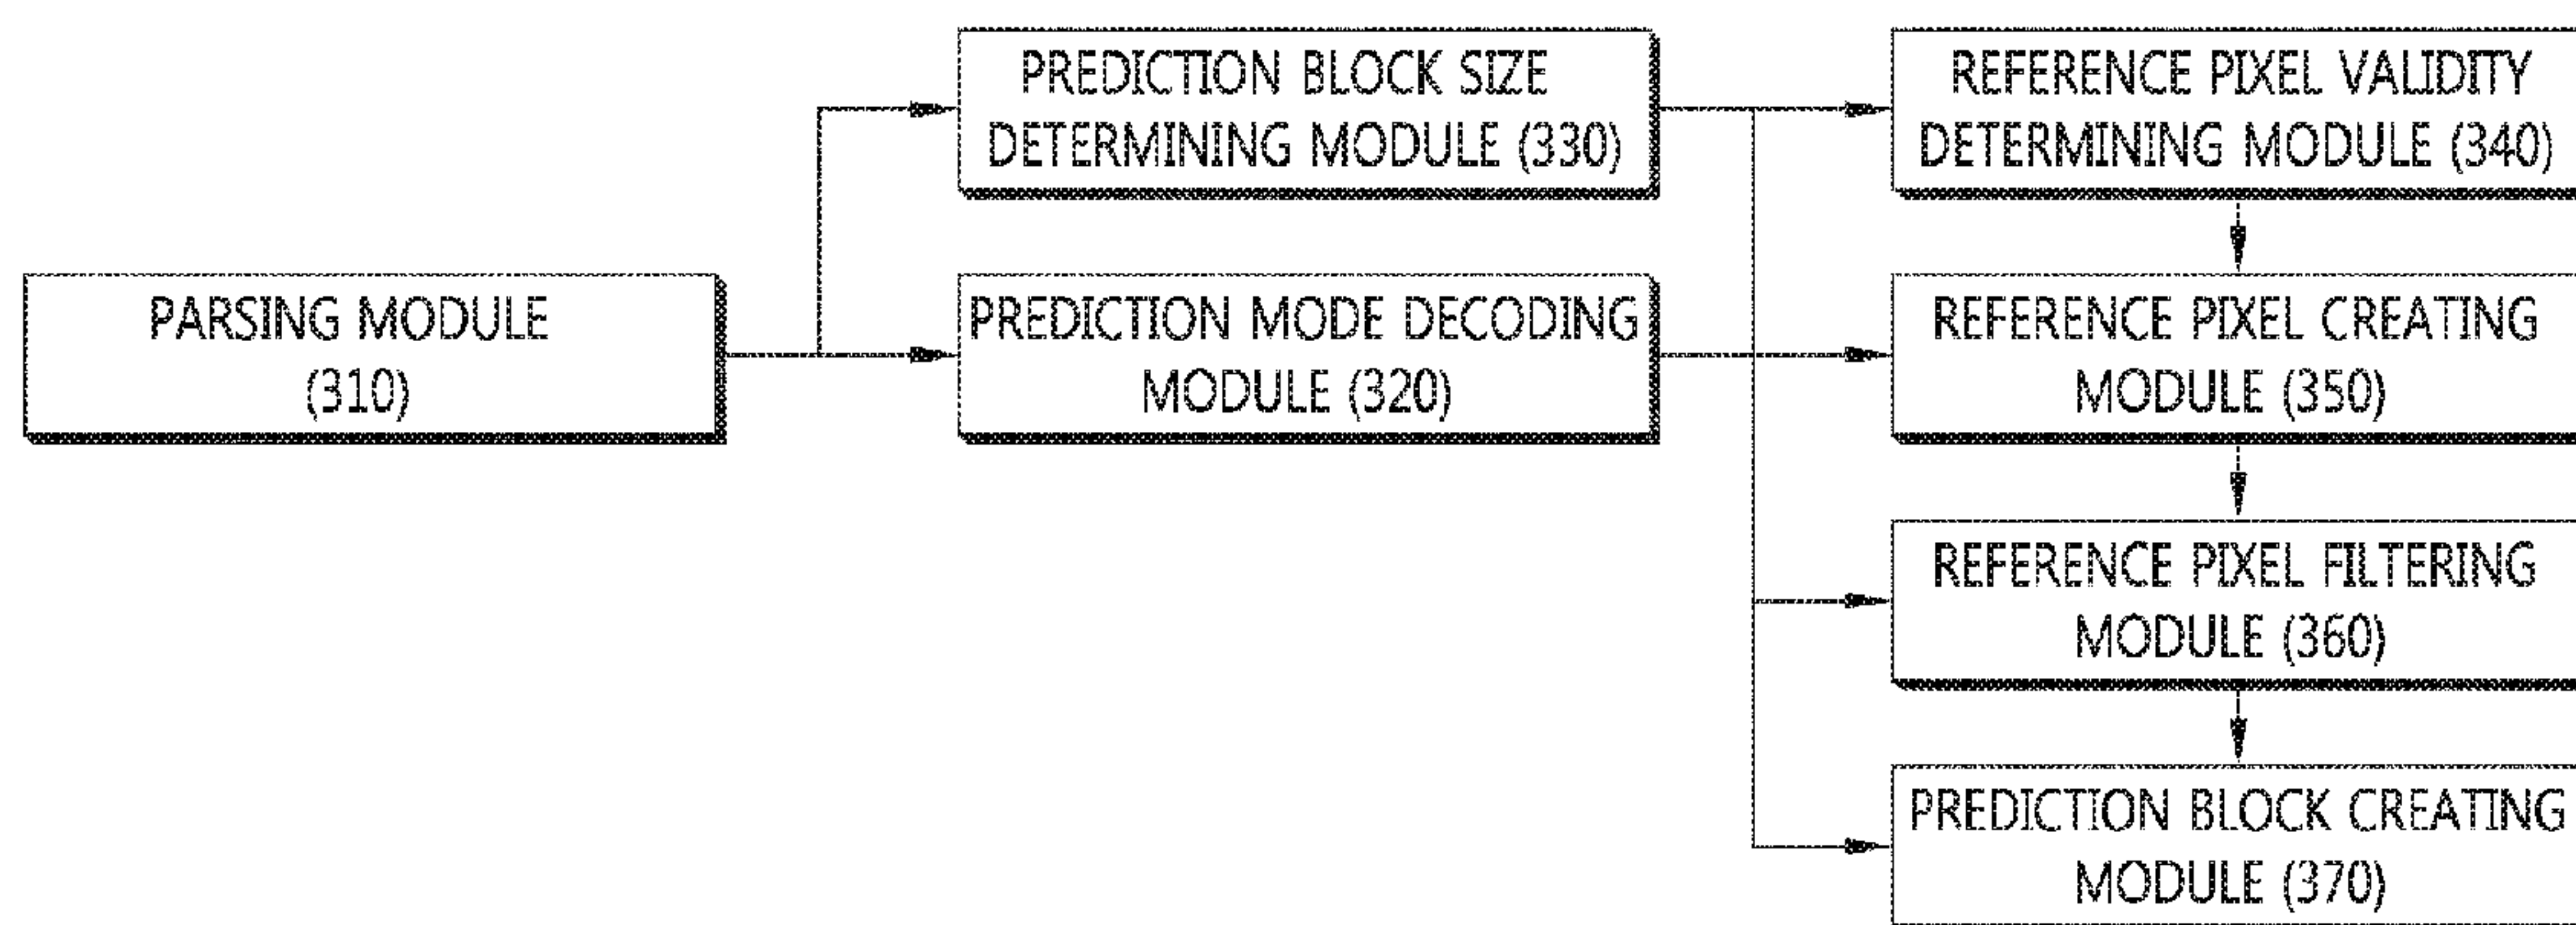 PREDICTION BLOCK SIZE
DETERMINING MODULE (330)
REFERENCE PIXEL VALIDITY
DETERMINING MODULE (340)
PARSING MODULE
(310)
PREDICTION MODE DECODING
MODULE (320)
REFERENCE PIXEL CREATING
MODULE (350)
REFERENCE PIXEL FILTERING
MODULE (360)
PREDICTION BLOCK CREATING
MODULE (370)